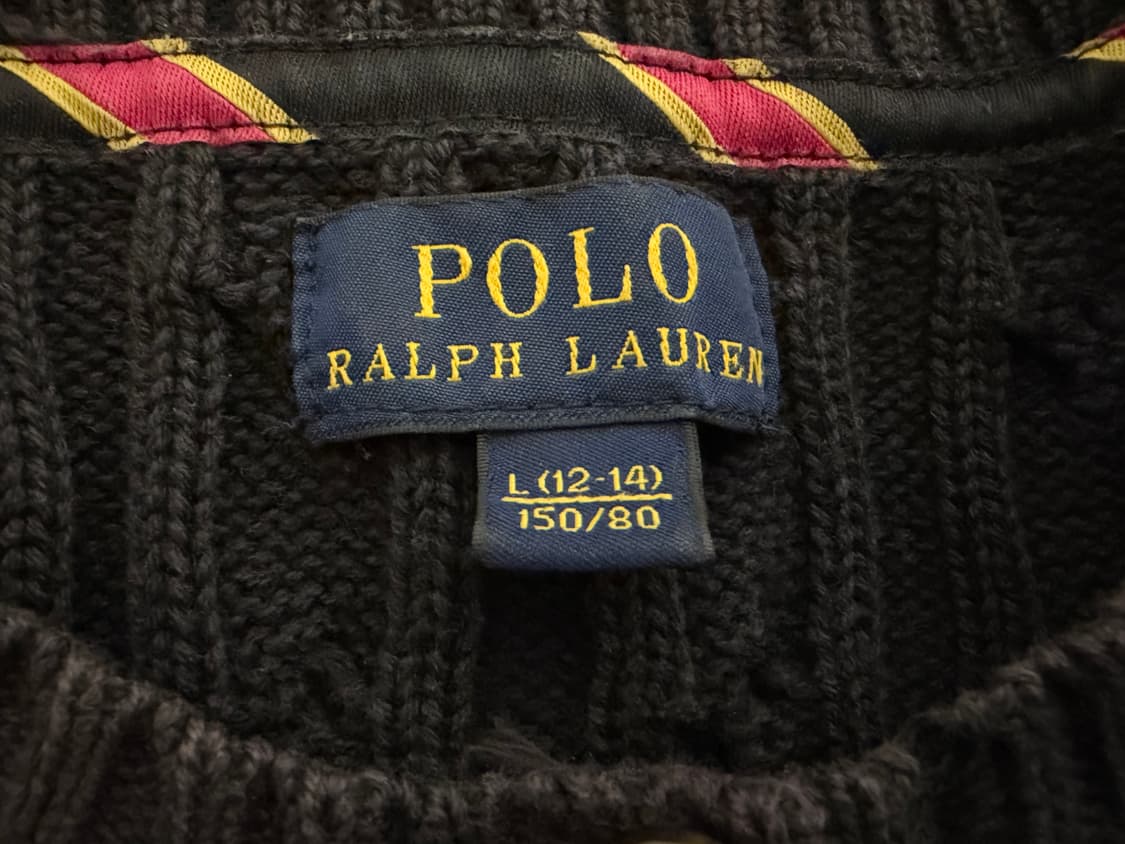 POLO
RALPH LAUREN
L (12-14)
150/80